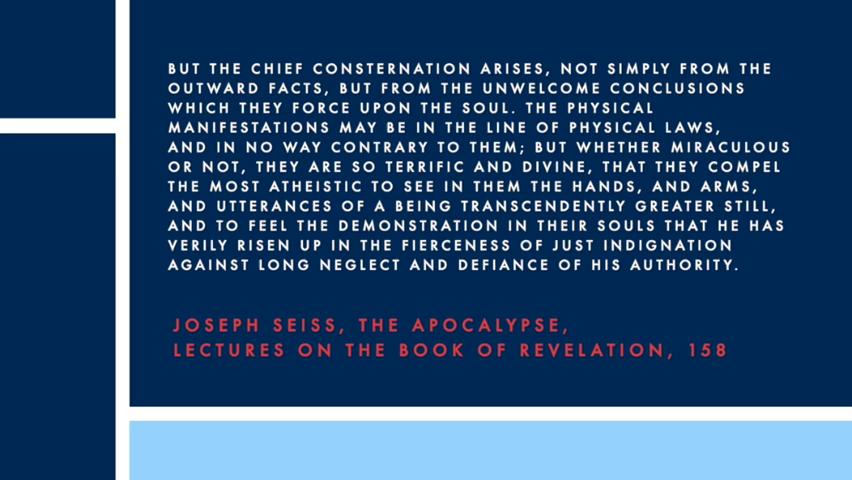 BUT THE CHIEF CONSTERNATION ARISES, NOT SIMPLY FROM THE
OUTWARD FACTS, BUT FROM THE UNWELCOME CONCLUSIONS
WHICH THEY FORCE UPON THE SOUL. THE PHYSICAL
MANIFESTATIONS MAY BE IN THE LINE OF PHYSICAL LAWS,
AND IN NO WAY CONTRARY TO THEM; BUT WHETHER MIRACULOUS
OR NOT, THEY ARE SO TERRIFIC AND DIVINE, THAT THEY COMPEL
THE MOST ATHEISTIC TO SEE IN THEM THE HANDS, AND ARMS,
AND UTTERANCES OF A BEING TRANSCENDENTLY GREATER STILL,
AND TO FEEL THE DEMONSTRATION IN THEIR SOULS THAT HE HAS
VERILY RISEN UP IN THE FIERCENESS OF JUST INDIGNATION
AGAINST LONG NEGLECT AND DEFIANCE OF HIS AUTHORITY.
JOSEPH SEISS, THE APOCALYPSE,
LECTURES ON THE BOOK OF REVELATION, 158